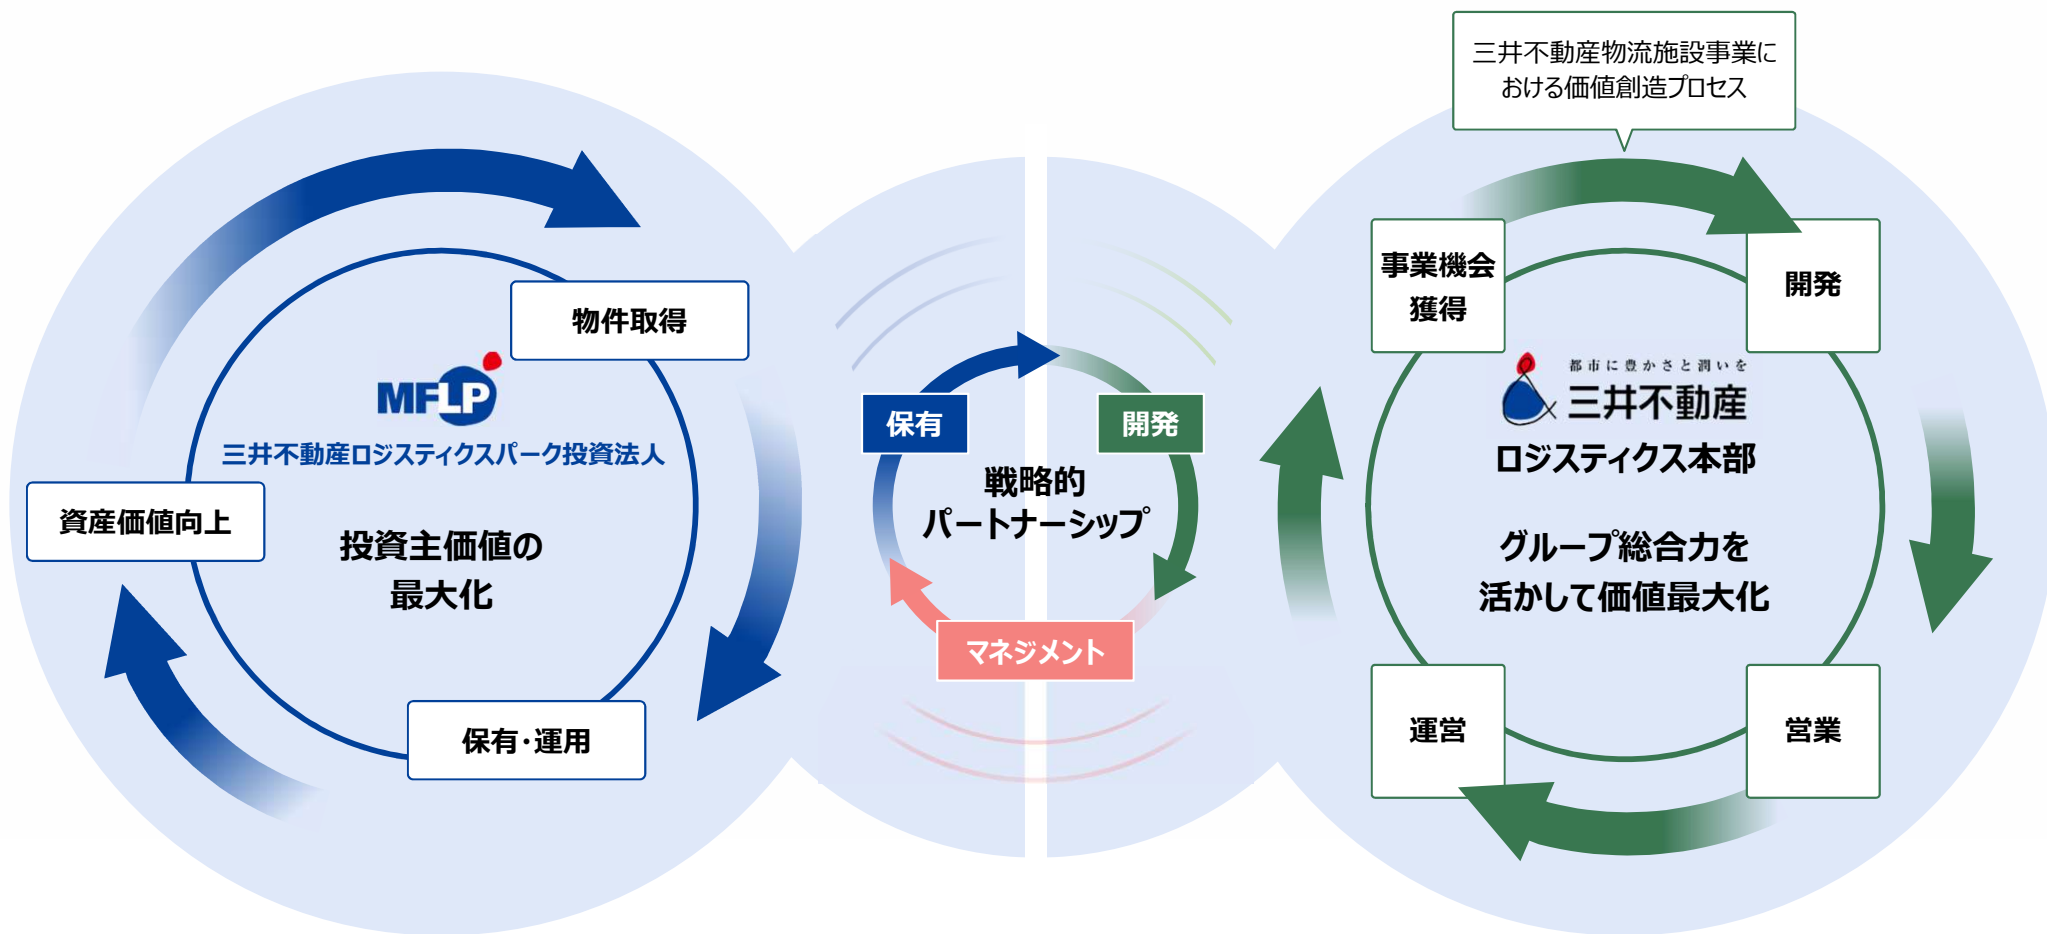 三井不動産物流施設事業に
おける価値創造プロセス
物件取得
MFLP
三井不動産ロジスティクスパーク投資法人
資産価値向上
投資主価値の
最大化
保有・運用
保有
開発
戦略的
パートナーシップ
マネジメント
事業機会
獲得
開発
都市に豊かさと潤いを
三井不動産
ロジスティクス本部
グループ総合力を
活かして価値最大化
運営
営業